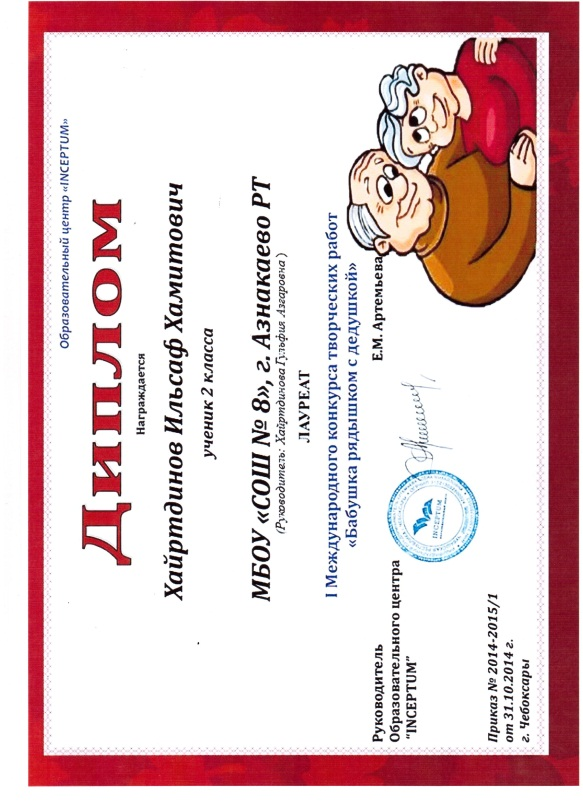 Образовательный центр «INCEPTUM»
Диплом
Награждается
Хайртдинов Ильсаф Хамитович
ученик 2 класса
МБОУ «СОШ № 8», г. Азнакаево РТ
(Руководитель: Хайртдинова Гульфия Азгаровна )
ЛАУРЕАТ
I Международного конкурса творческих работ
«Бабушка рядышком с дедушкой»
Руководитель
Образовательного центра
"INCEPTUM"
Е.М. Артемьева
INCEPTUM
Приказ № 2014-2015/1
от 31.10.2014 г.
г. Чебоксары